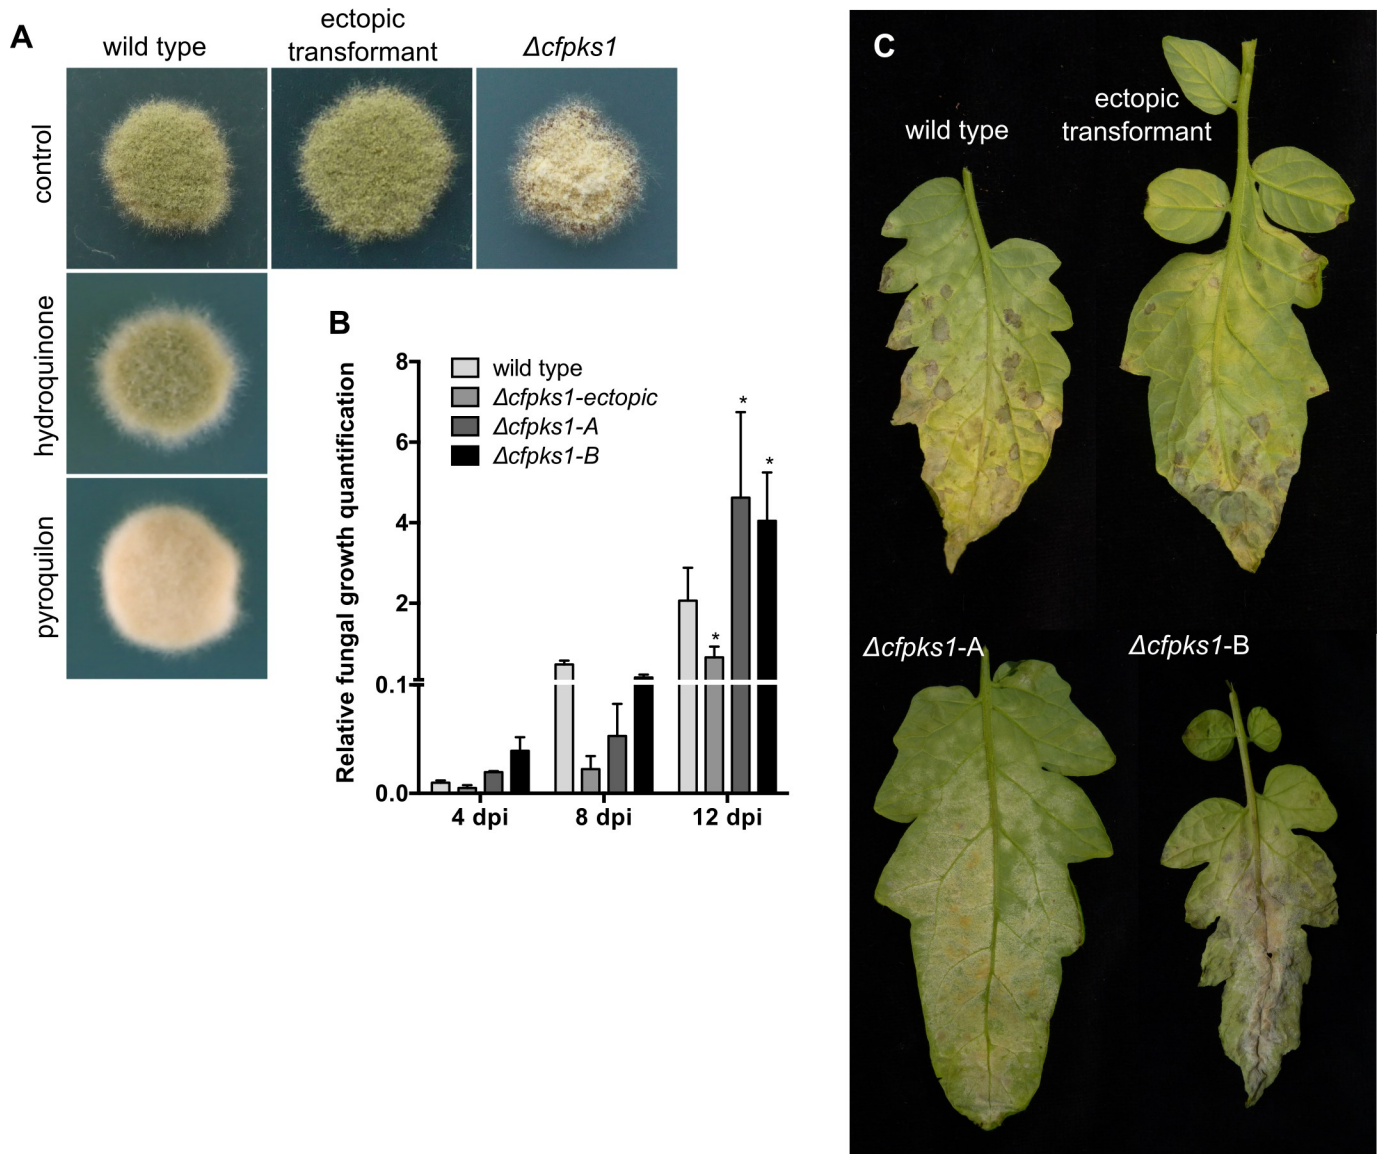 A
wild type
ectopic
transformant
Δcfpks1
control
hydroquinone
pyroquilon
B
Relative fungal growth quantification
8
6
4
2
0.1
0.0
wild type
Δcfpks1-ectopic
Δcfpks1-A
Δcfpks1-B
*
*
*
4 dpi
8 dpi
12 dpi
C
wild type
ectopic
transformant
Δcfpks1-A
Δcfpks1-B